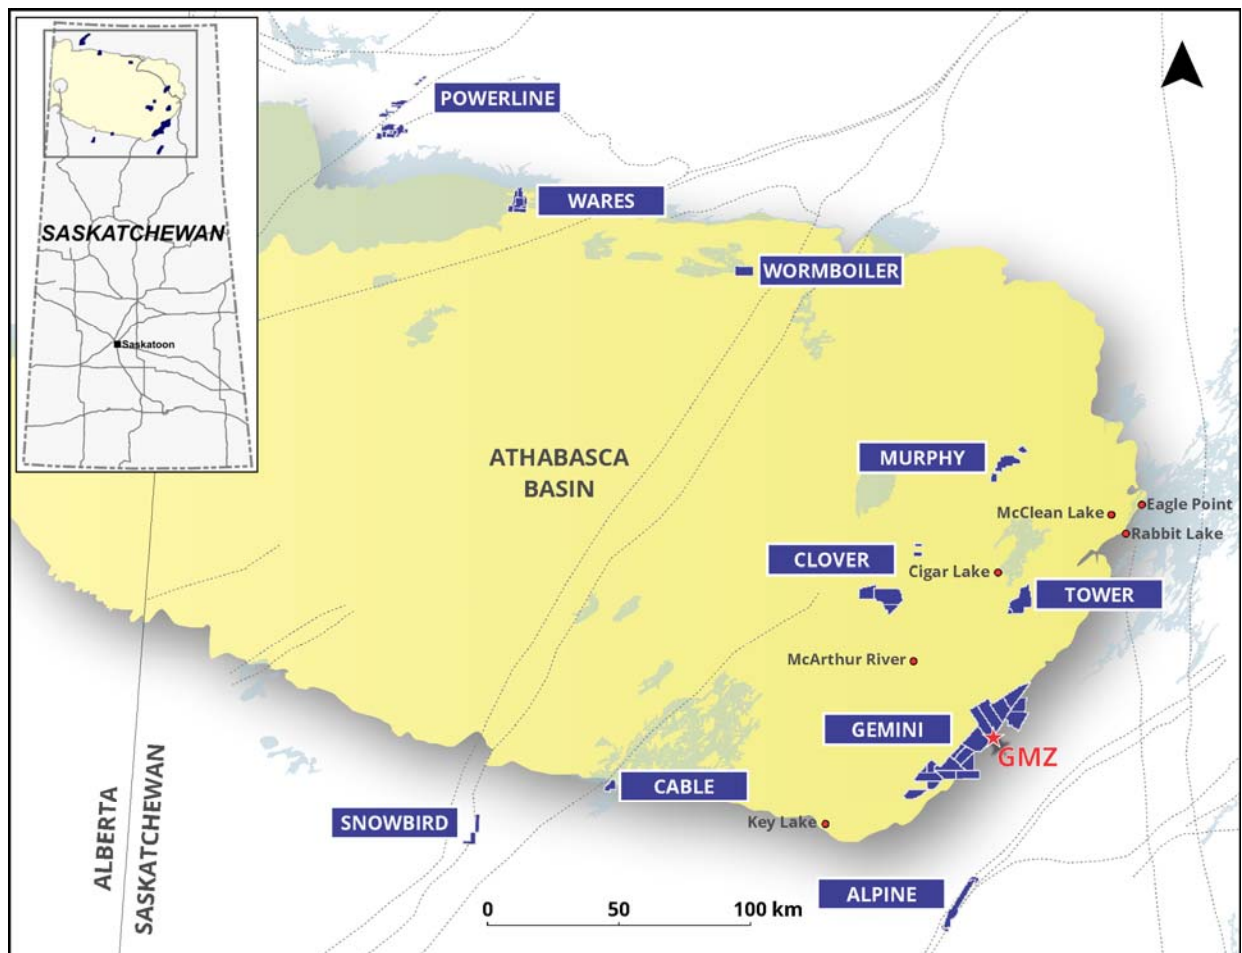 POWERLINE
WARES
SASKATCHEWAN
WORMBOILER
Saskatoon
ATHABASCA
BASIN
MURPHY
Eagle Point
McClean Lake
Rabbit Lake
CLOVER
Cigar Lake
TOWER
McArthur River
GEMINI
GMZ
CABLE
SNOWBIRD
Key Lake
ALBERTA
SASKATCHEWAN
ALPINE
0 50 100 km